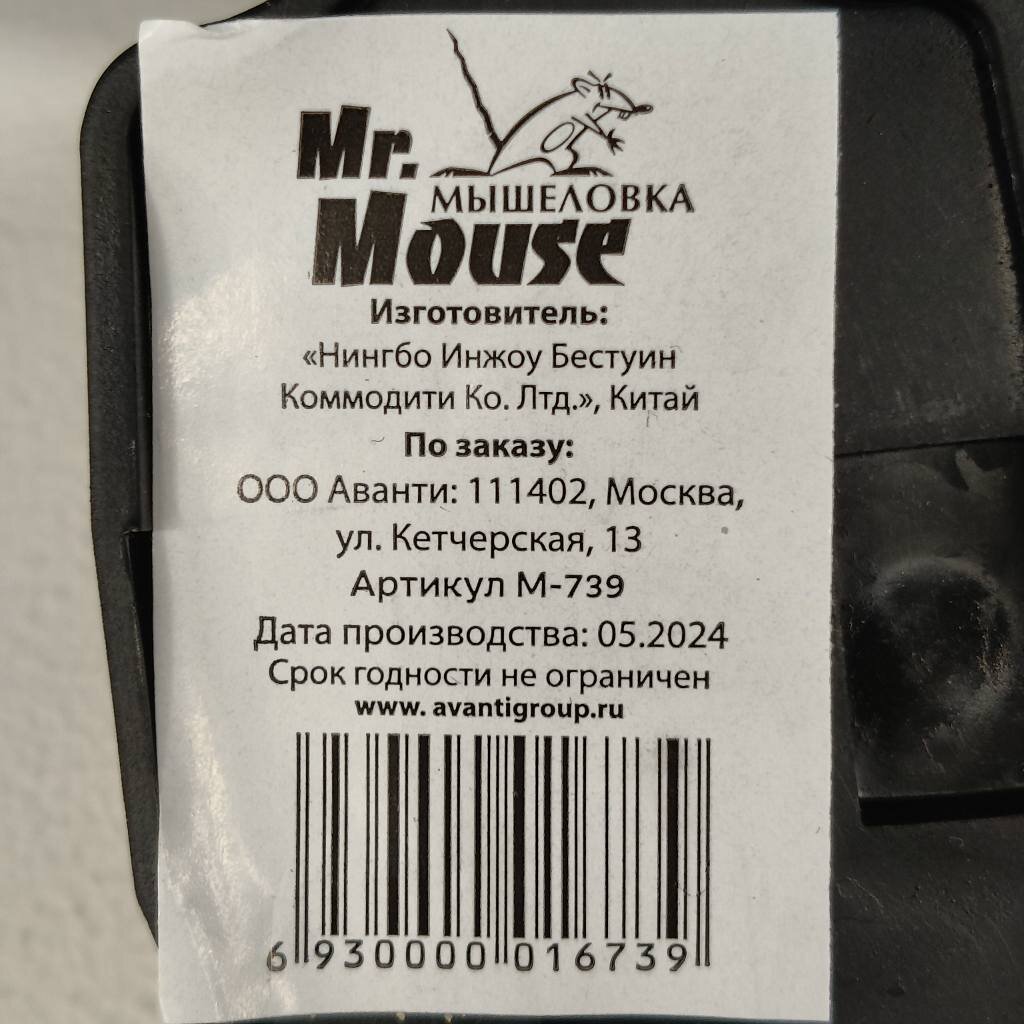 Mr.
МЫШЕЛОВКА
Mouse
Изготовитель:
«Нингбо Инжоу Бестуин
Коммодити Ко. Лтд.», Китай
По заказу:
ООО Аванти: 111402, Москва,
ул. Кетчерская, 13
Артикул М-739
Дата производства: 05.2024
Срок годности не ограничен
www. avantigroup.ru
6 930000 016739